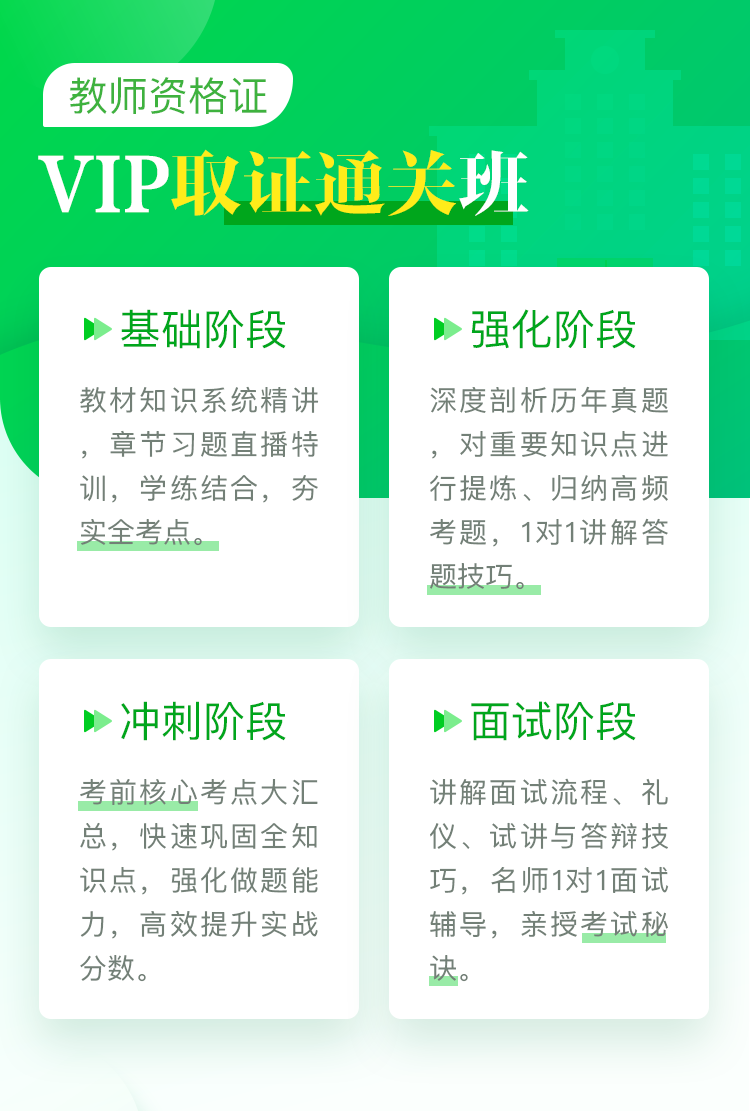 教师资格证
VIP取证通关班
基础阶段
教材知识系统精讲
，章节习题直播特
训，学练结合，夯
实全考点。
强化阶段
深度剖析历年真题
，对重要知识点进
行提炼、归纳高频
考题，1对1讲解答
题技巧。
冲刺阶段
考前核心考点大汇
总，快速巩固全知
识点，强化做题能
力，高效提升实战
分数。
面试阶段
讲解面试流程、礼
仪、试讲与答辩技
巧，名师1对1面试
辅导，亲授考试秘
诀。